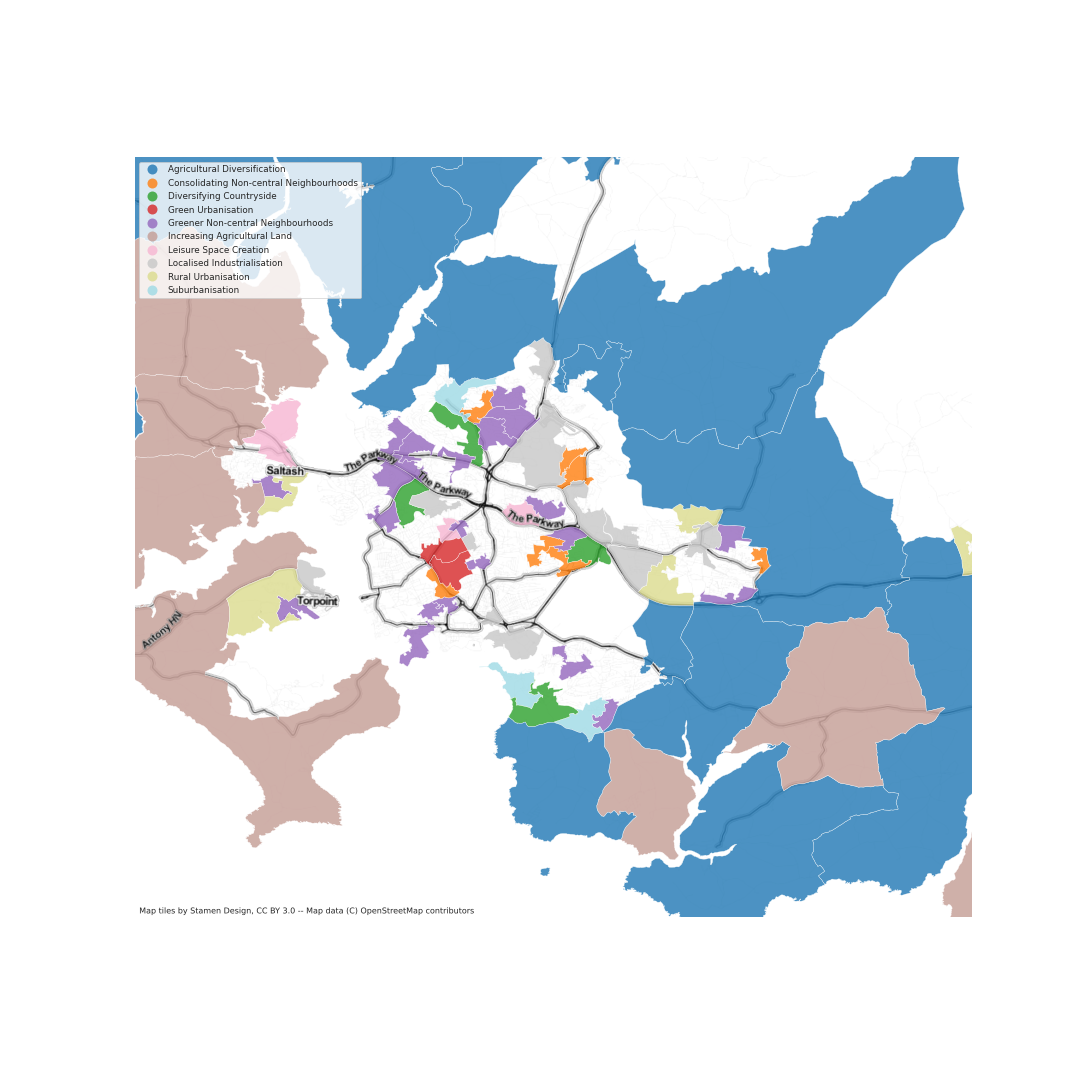 Agricultural Diversification
Consolidating Non-central Neighbourhoods
Diversifying Countryside
Green Urbanisation
Greener Non-central Neighbourhoods
Increasing Agricultural Land
Leisure Space Creation
Localised Industrialisation
Rural Urbanisation
Suburbanisation
The Parkway
Saltash
The Parkway
The Parkway
Torpoint
Antony HN
Map tiles by Stamen Design, CC BY 3.0 -- Map data (C) OpenStreetMap contributors